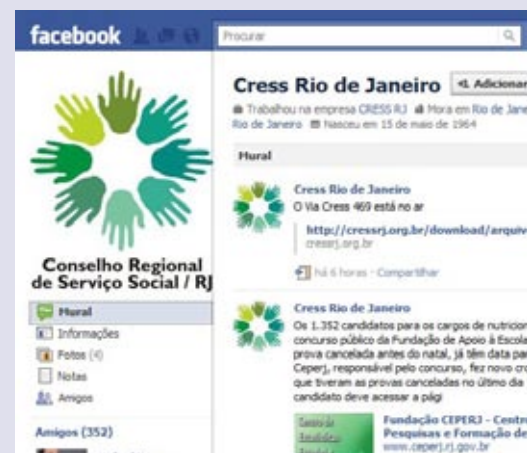 facebook
Procurar
Conselho Regional
de Serviço Social / RJ
Mural
Informações
Fotos (4)
Notas
Amigos
Amigos (352)
Cress Rio de Janeiro
Adicionar
Trabalhou na empresa CRESS RJ Mora em Rio de Jane
Rio de Janeiro Nasceu em 15 de maio de 1964
Mural
Cress Rio de Janeiro
O Via Cress 469 está no ar
http://cressrj.org.br/download/arquiv
cressrj.org.br
há 6 horas · Compartilhar
Cress Rio de Janeiro
Os 1.352 candidatos para os cargos de nutricion
concurso público da Fundação de Apoio à Escola
prova cancelada antes do natal, já têm data par
Ceperj, responsável pelo concurso, fez novo cro
que tiveram as provas canceladas no último dia
candidato deve acessar a pági
Fundação CEPERJ - Centro
Pesquisas e Formação de
www.ceperj.rj.gov.br